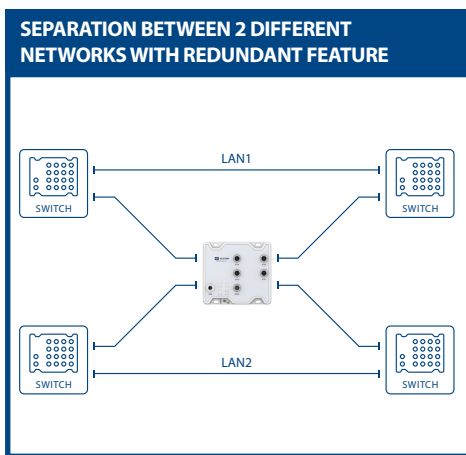 SEPARATION BETWEEN 2 DIFFERENT
NETWORKS WITH REDUNDANT FEATURE
LAN1
SWITCH
SWITCH
LAN2
SWITCH
SWITCH